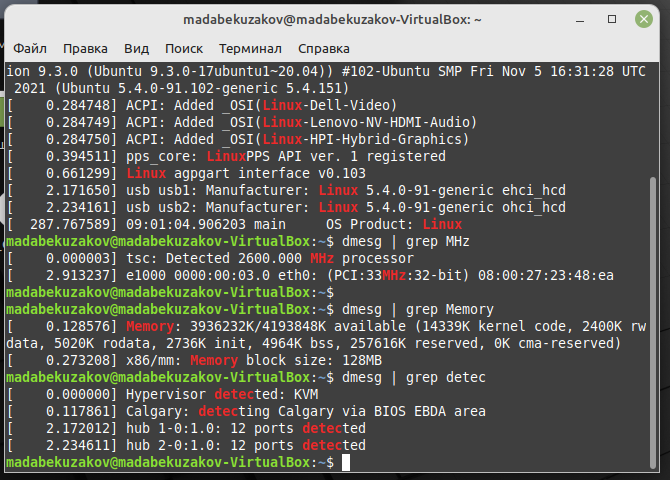 madabekuzakov@madabekuzakov-VirtualBox: ~
Файл Правка Вид Поиск Терминал Справка
ion 9.3.0 (Ubuntu 9.3.0-17ubuntu1~20.04)) #102-Ubuntu SMP Fri Nov 5 16:31:28 UTC
2021 (Ubuntu 5.4.0-91.102-generic 5.4.151)
[    0.284748] ACPI: Added _OSI(Linux-Dell-Video)
[    0.284749] ACPI: Added _OSI(Linux-Lenovo-NV-HDMI-Audio)
[    0.284750] ACPI: Added _OSI(Linux-HPI-Hybrid-Graphics)
[    0.394511] pps_core: LinuxPPS API ver. 1 registered
[    0.661299] Linux agpgart interface v0.103
[    2.171650] usb usb1: Manufacturer: Linux 5.4.0-91-generic ehci_hcd
[    2.234161] usb usb2: Manufacturer: Linux 5.4.0-91-generic ohci_hcd
[  287.767589] 09:01:04.906203 main     OS Product: Linux
madabekuzakov@madabekuzakov-VirtualBox:~$ dmesg | grep MHz
[    0.000003] tsc: Detected 2600.000 MHz processor
[    2.913237] e1000 0000:00:03.0 eth0: (PCI:33MHz:32-bit) 08:00:27:23:48:ea
madabekuzakov@madabekuzakov-VirtualBox:~$
madabekuzakov@madabekuzakov-VirtualBox:~$ dmesg | grep Memory
[    0.128576] Memory: 3936232K/4193848K available (14339K kernel code, 2400K rw
data, 5020K rodata, 2736K init, 4964K bss, 257616K reserved, 0K cma-reserved)
[    0.273208] x86/mm: Memory block size: 128MB
madabekuzakov@madabekuzakov-VirtualBox:~$ dmesg | grep detec
[    0.000000] Hypervisor detected: KVM
[    0.117861] Calgary: detecting Calgary via BIOS EBDA area
[    2.172012] hub 1-0:1.0: 12 ports detected
[    2.234611] hub 2-0:1.0: 12 ports detected
madabekuzakov@madabekuzakov-VirtualBox:~$